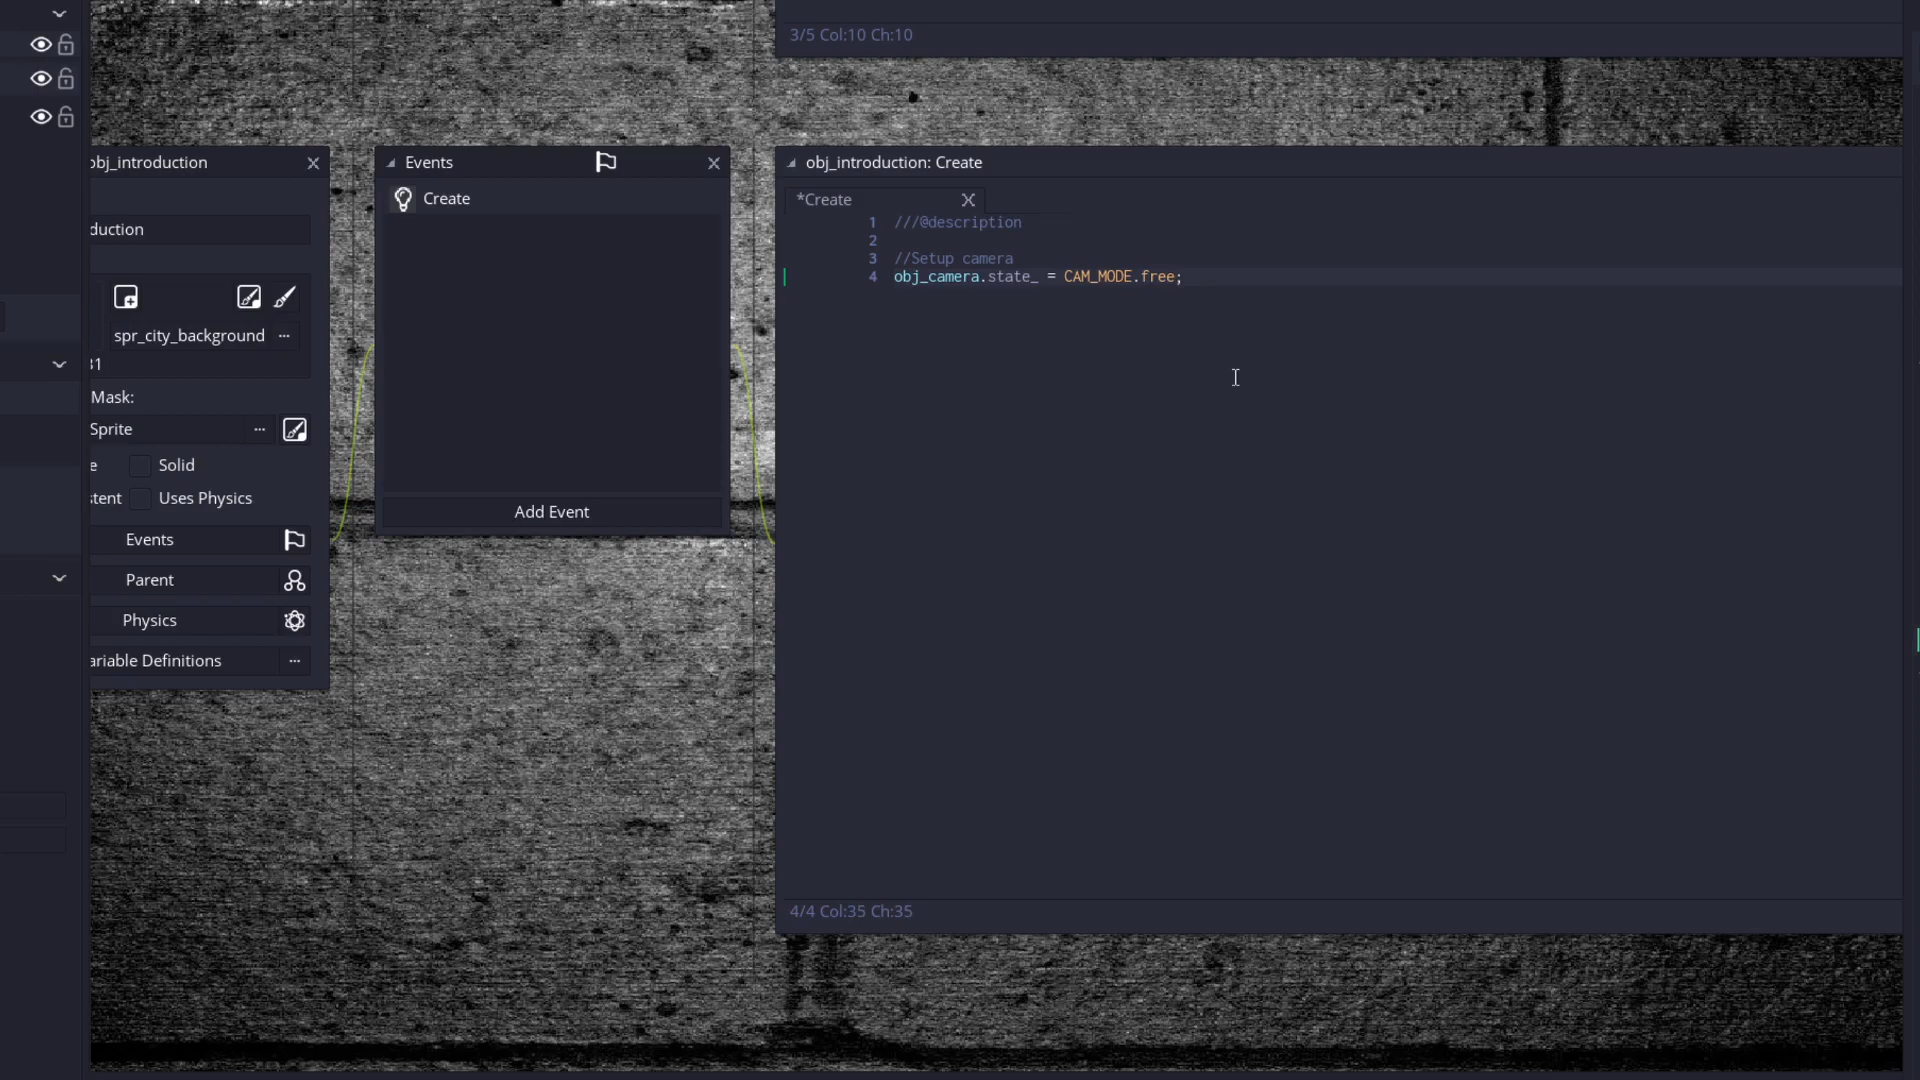 3/5 Col:10 Ch:10
obj_introduction
duction
spr_city_background
...
31
Mask:
Sprite
...
e
Solid
stent
Uses Physics
Events
Parent
Physics
ariable Definitions
...
Events
Create
Add Event
obj_introduction: Create
*Create
1 ///@description
2
3 //Setup camera
4 obj_camera.state_ = CAM_MODE.free;
4/4 Col:35 Ch:35